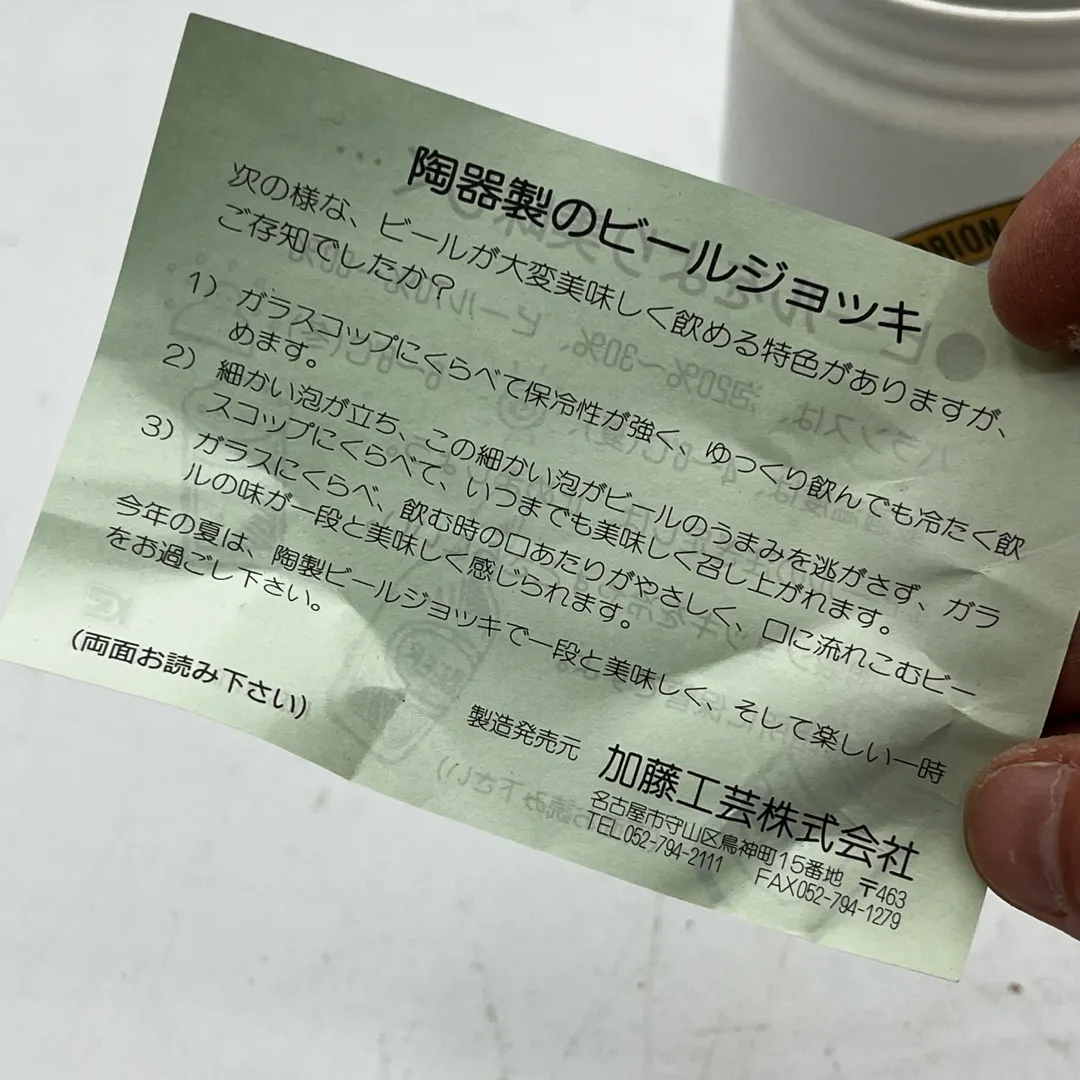 陶器製のビールジョッキ
次の様な、ビールが大変美味しく飲める特色がありますが、
ご存知でしたか?
1) ガラスコップにくらべて保冷性が強く、ゆっくり飲んでも冷たく飲
めます。
2) 細かい泡が立ち、この細かい泡がビールのうまみを逃がさず、ガラ
スコップにくらべて、いつまでも美味しく召し上がれます。
3) ガラスにくらべ、飲む時の口あたりがやさしく、口に流れこむビー
ルの味が一段と美味しく感じられます。
今年の夏は、陶製ビールジョッキで一段と美味しく、そして楽しい一時
をお過ごし下さい。
(両面お読み下さい)
製造発売元 加藤工芸株式会社
名古屋市守山区鳥神町15番地 〒463
TEL052-794-2111 FAX052-794-1279
ORION